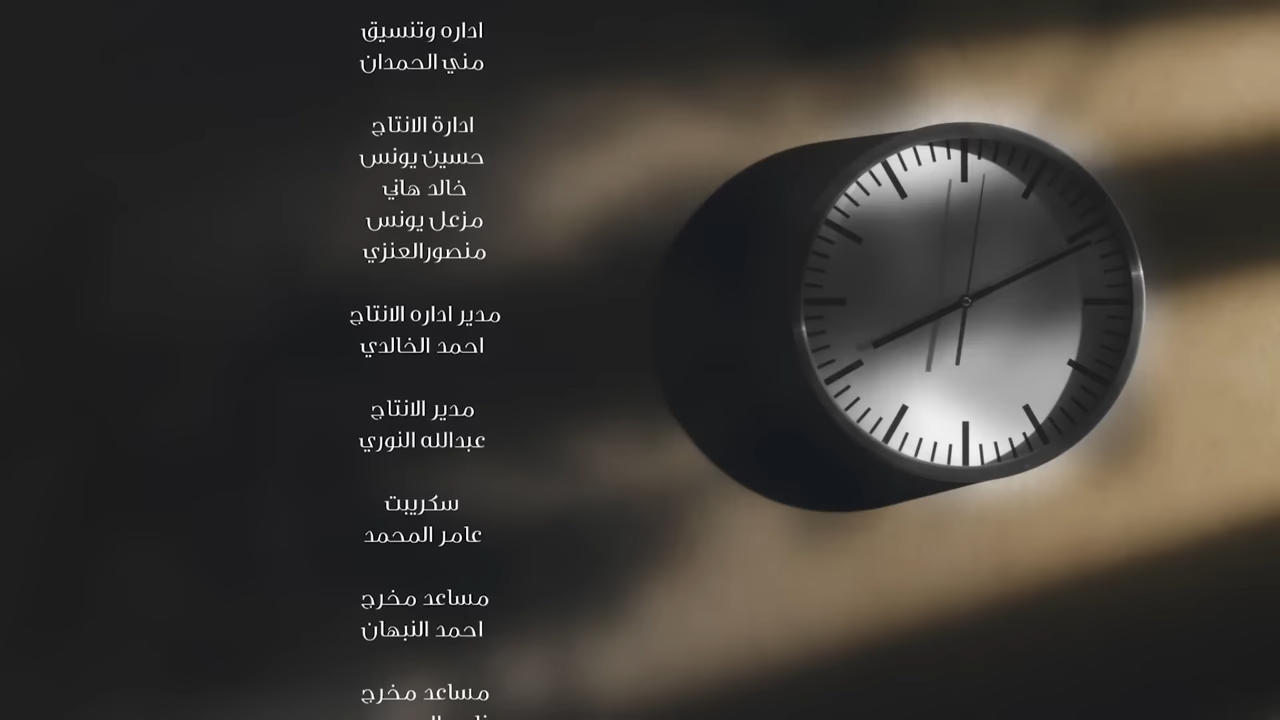 اداره وتنسيق
مني الحمدان
ادارة الانتاج
حسين يونس
خالد هاني
مزعل يونس
منصورالعنزي
مدير اداره الانتاج
احمد الخالدي
مدير الانتاج
عبدالله النوري
سكريبت
عامر المحمد
مساعد مخرج
احمد النبهان
مساعد مخرج